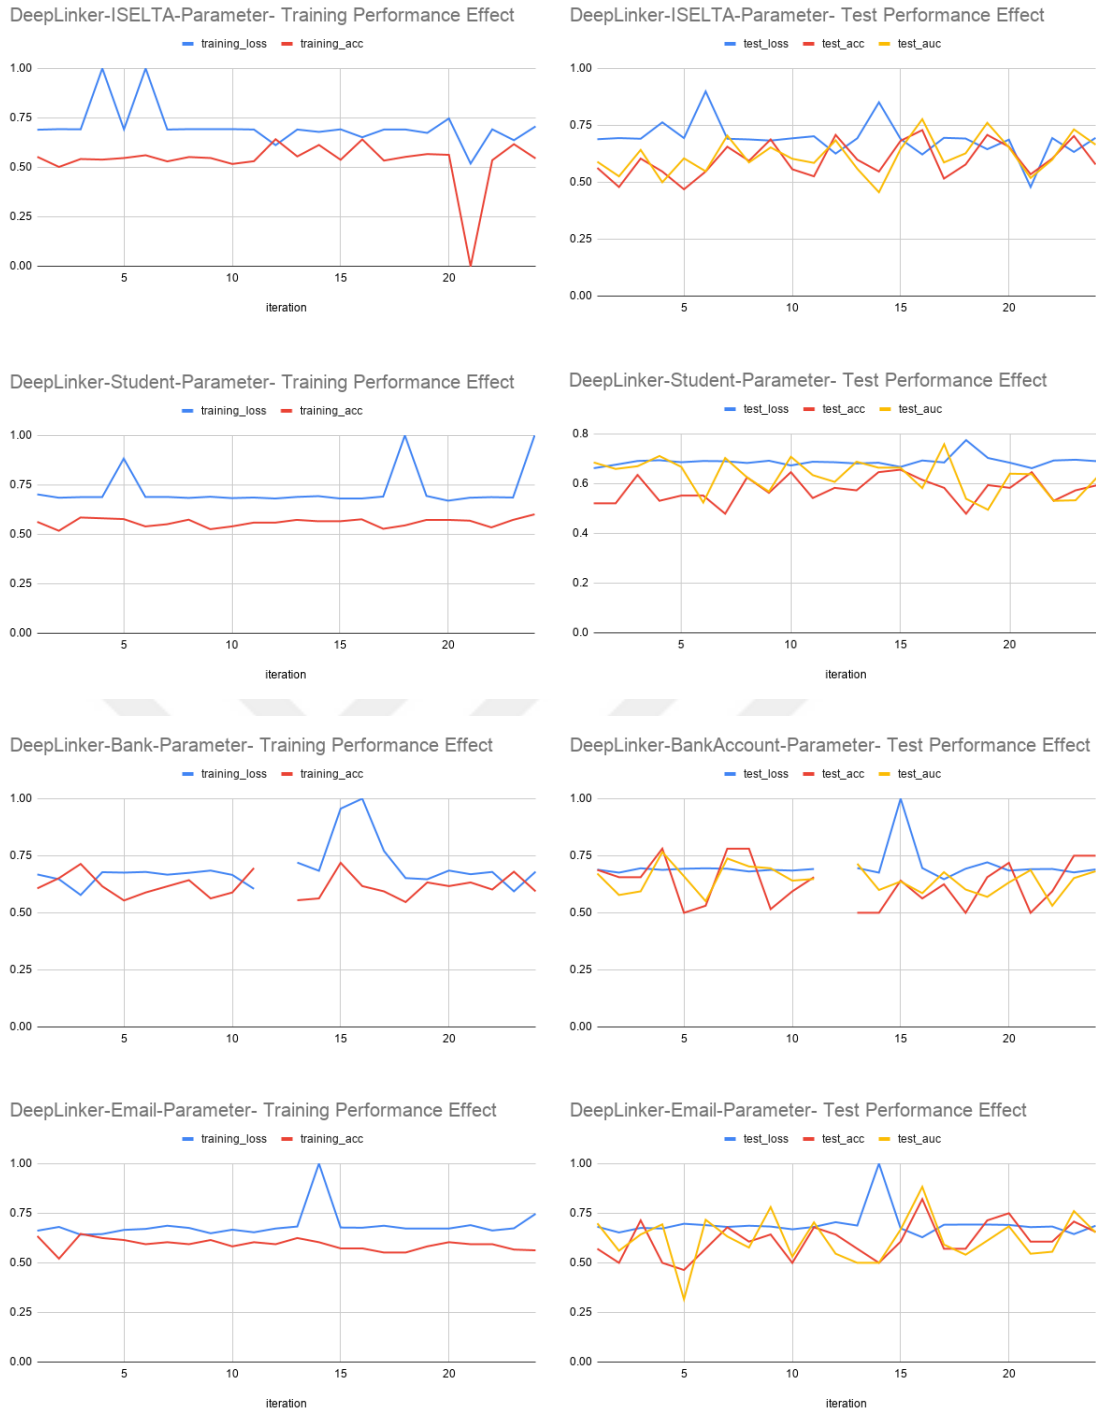 DeepLinker-ISELTA-Parameter- Training Performance Effect
training_loss training_acc
1.00
0.75
0.50
0.25
0.00
5 10 15 20
iteration
DeepLinker-ISELTA-Parameter- Test Performance Effect
test_loss test_acc test_auc
1.00
0.75
0.50
0.25
0.00
5 10 15 20
iteration
DeepLinker-Student-Parameter- Training Performance Effect
training_loss training_acc
1.00
0.75
0.50
0.25
0.00
5 10 15 20
iteration
DeepLinker-Student-Parameter- Test Performance Effect
test_loss test_acc test_auc
0.8
0.6
0.4
0.2
0.0
5 10 15 20
iteration
DeepLinker-Bank-Parameter- Training Performance Effect
training_loss training_acc
1.00
0.75
0.50
0.25
0.00
5 10 15 20
DeepLinker-BankAccount-Parameter- Test Performance Effect
test_loss test_acc test_auc
1.00
0.75
0.50
0.25
0.00
5 10 15 20
DeepLinker-Email-Parameter- Training Performance Effect
training_loss training_acc
1.00
0.75
0.50
0.25
0.00
5 10 15 20
iteration
DeepLinker-Email-Parameter- Test Performance Effect
test_loss test_acc test_auc
1.00
0.75
0.50
0.25
0.00
5 10 15 20
iteration